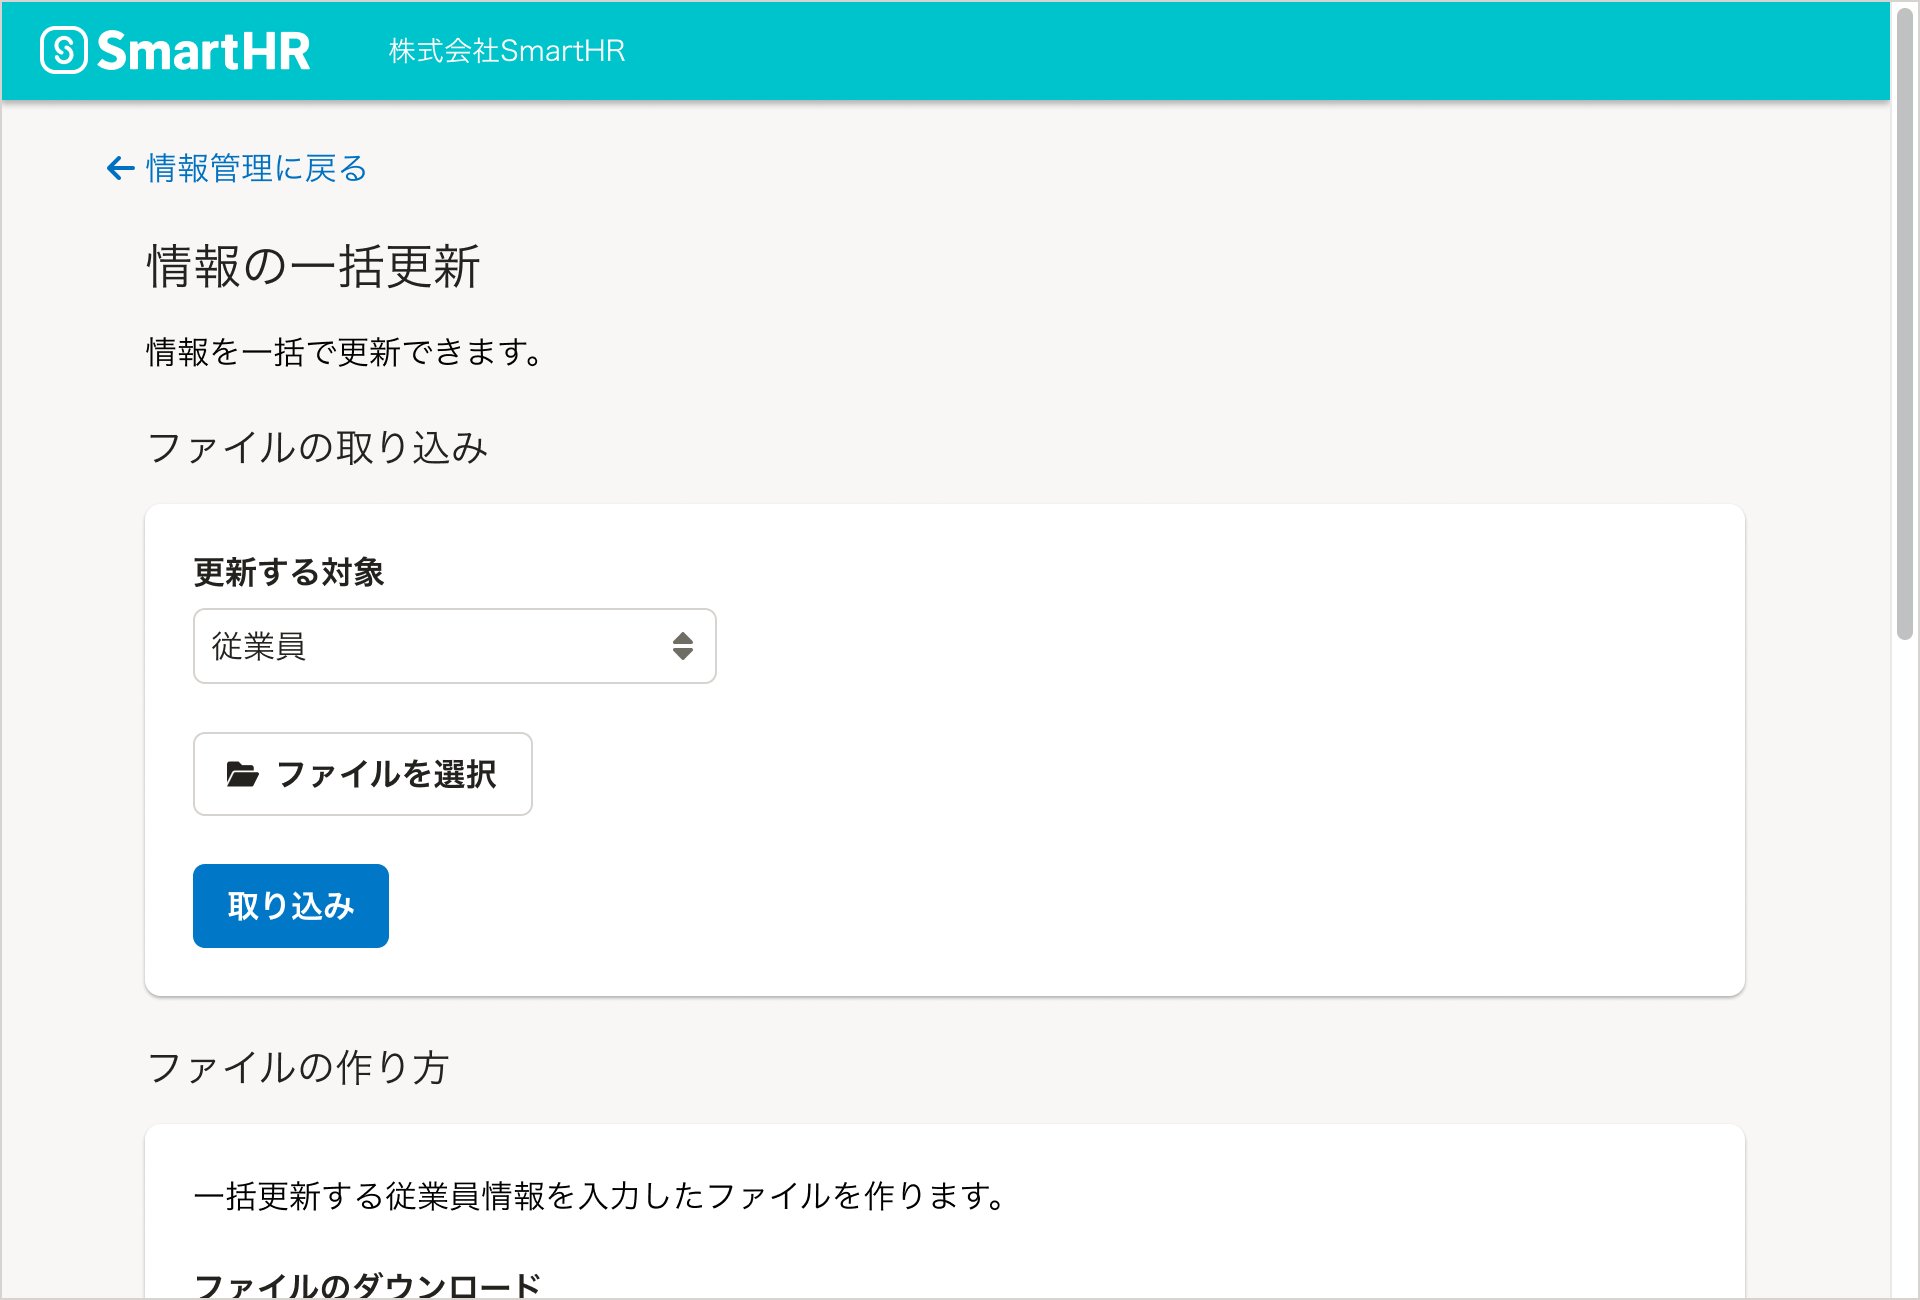 SmartHR 株式会社SmartHR
情報管理に戻る
情報の一括更新
情報を一括で更新できます。
ファイルの取り込み
更新する対象
従業員
ファイルを選択
取り込み
ファイルの作り方
一括更新する従業員情報を入力したファイルを作ります。
ファイルのダウンロード